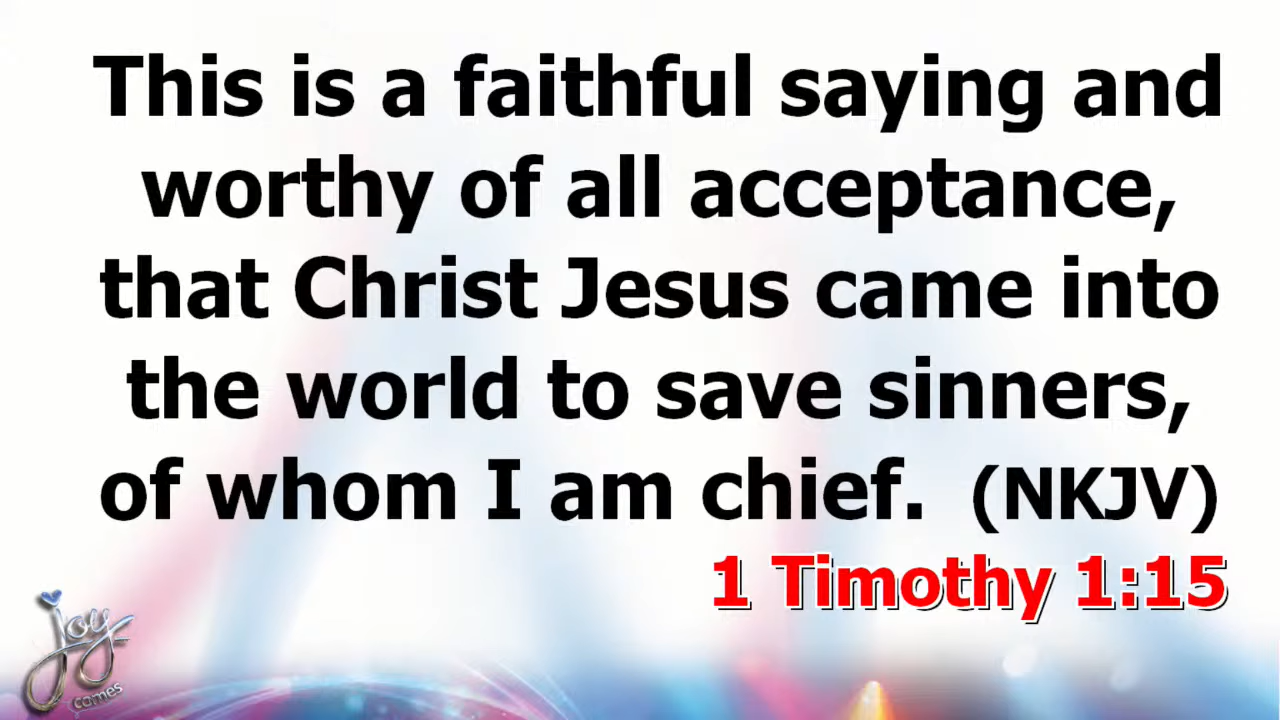 This is a faithful saying and
worthy of all acceptance,
that Christ Jesus came into
the world to save sinners,
of whom I am chief. (NKJV)
1 Timothy 1:15
joy
comes